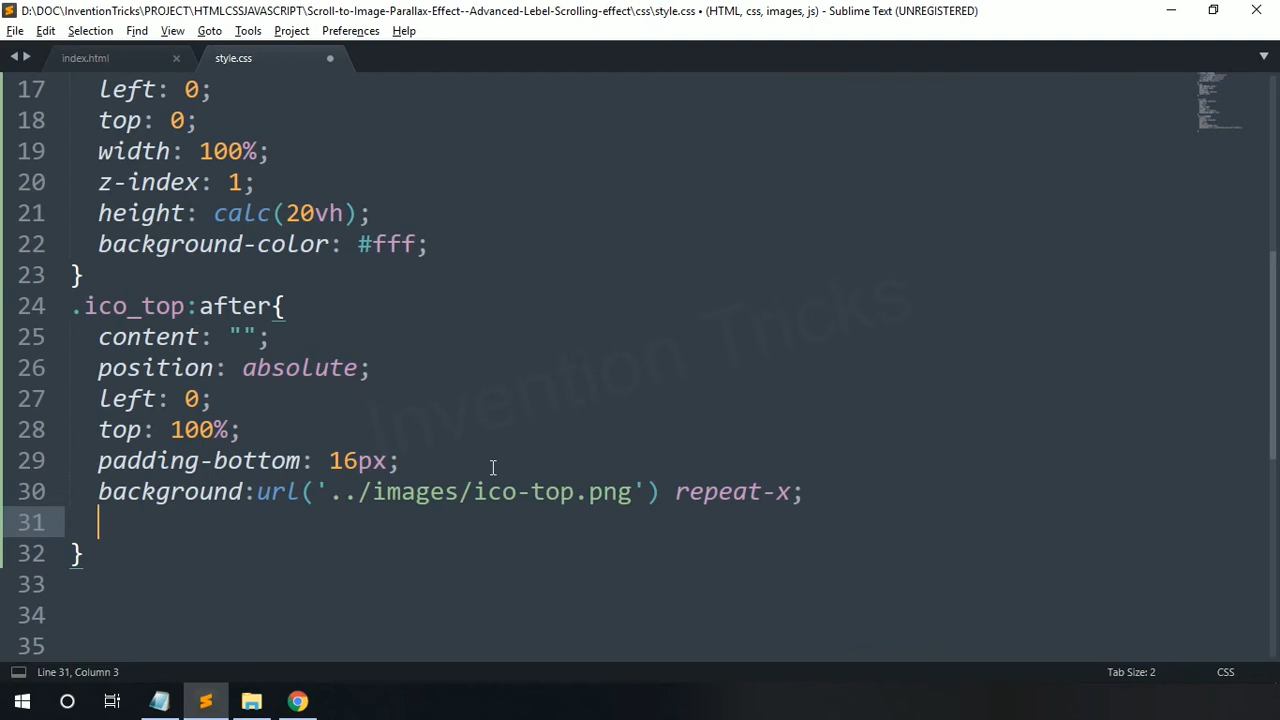 D:\DOC\InventionTricks\PROJECT\HTMLCSSJAVASCRIPT\Scroll-to-Image-Parallax-Effect--Advanced-Lebel-Scrolling-effect\css\style.css • (HTML, css, images, js) - Sublime Text (UNREGISTERED)
File Edit Selection Find View Goto Tools Project Preferences Help
index.html style.css
17 left: 0;
18 top: 0;
19 width: 100%;
20 z-index: 1;
21 height: calc(20vh);
22 background-color: #fff;
23 }
24 .ico_top:after{
25 content: "";
26 position: absolute;
27 left: 0;
28 top: 100%;
29 padding-bottom: 16px;
30 background:url('../images/ico-top.png') repeat-x;
31
32 }
33
34
35
Invention Tricks
Line 31, Column 3 Tab Size: 2 CSS